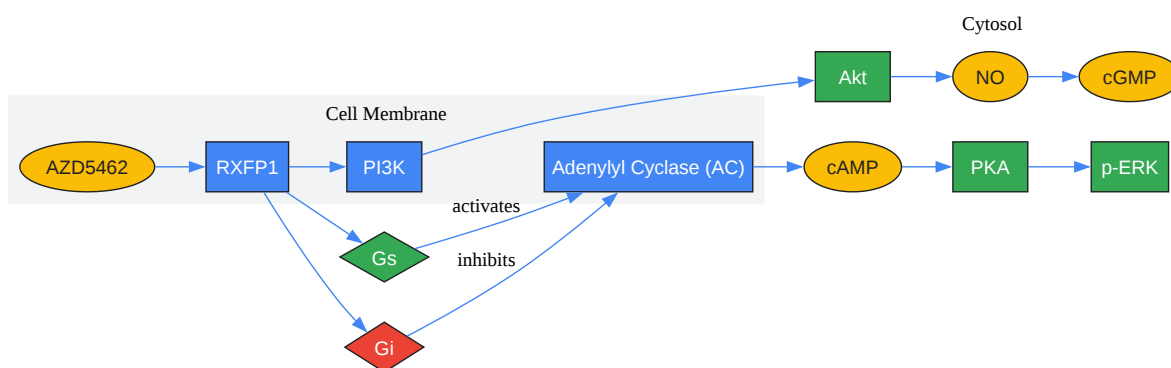 Cytosol
Akt
NO
cGMP
Cell Membrane
AZD5462
RXFP1
PI3K
Adenylyl Cyclase (AC)
cAMP
PKA
p-ERK
activates
Gs
inhibits
Gi